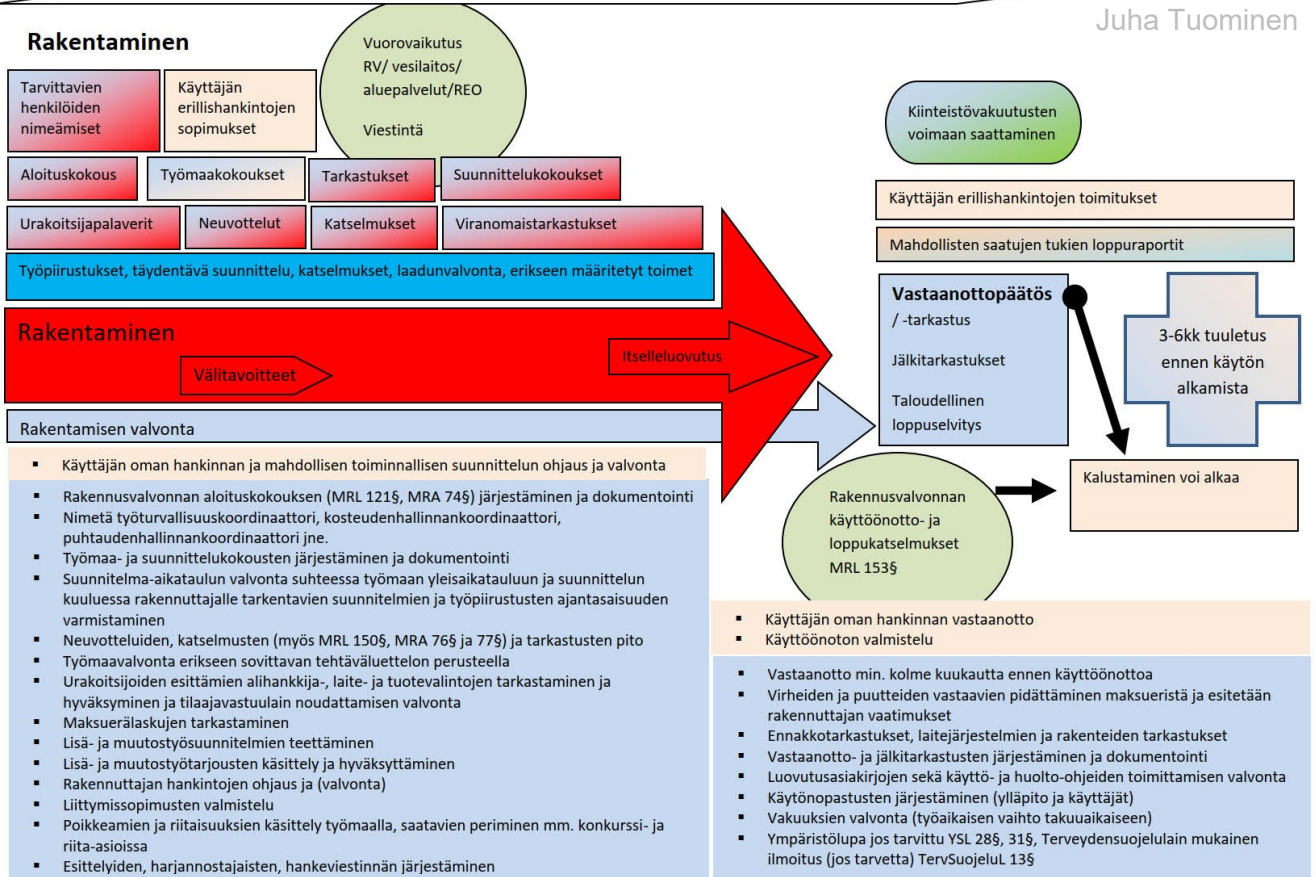 Juha Tuominen
Rakentaminen
Vuorovaikutus
RV/ vesilaitos/
aluepalvelut/REO
Viestintä
Tarvittavien
henkilöiden
nimeämiset
Käyttäjän
erillishankintojen
sopimukset
Aloituskokous
Työmaakokoukset
Tarkastukset
Suunnittelukokoukset
Urakoitsijapalaverit
Neuvottelut
Katselmukset
Viranomaistarkastukset
Työpiirustukset, täydentävä suunnittelu, katselmukset, laadunvalvonta, erikseen määritetyt toimet
Rakentaminen
Välitavoitteet
Itselleluovutus
Rakentamisen valvonta
▪ Käyttäjän oman hankinnan ja mahdollisen toiminnallisen suunnittelun ohjaus ja valvonta
▪ Rakennusvalvonnan aloituskokouksen (MRL 121§, MRA 74§) järjestäminen ja dokumentointi
▪ Nimetä työturvallisuuskoordinaattori, kosteudenhallinnankoordinaattori,
puhtaudenhallinnankoordinaattori jne.
▪ Työmaa- ja suunnittelukokousten järjestäminen ja dokumentointi
▪ Suunnitelma-aikataulun valvonta suhteessa työmaan yleisaikatauluun ja suunnittelun
kuuluessa rakennuttajalle tarkentavien suunnitelmien ja työpiirustusten ajantasaisuuden
varmistaminen
▪ Neuvotteluiden, katselmusten (myös MRL 150§, MRA 76§ ja 77§) ja tarkastusten pito
▪ Työmaavalvonta erikseen sovittavan tehtäväluettelon perusteella
▪ Urakoitsijoiden esittämien alihankkija-, laite- ja tuotevalintojen tarkastaminen ja
hyväksyminen ja tilaajavastuulain noudattamisen valvonta
▪ Maksuerälaskujen tarkastaminen
▪ Lisä- ja muutostyösuunnitelmien teettäminen
▪ Lisä- ja muutostyötarjousten käsittely ja hyväksyttäminen
▪ Rakennuttajan hankintojen ohjaus ja (valvonta)
▪ Liittymissopimusten valmistelu
▪ Poikkeamien ja riitaisuuksien käsittely työmaalla, saatavien periminen mm. konkurssi- ja
riita-asioissa
▪ Esittelyiden, harjannostajaisten, hankeviestinnän järjestäminen
Kiinteistövakuutusten
voimaan saattaminen
Käyttäjän erillishankintojen toimitukset
Mahdollisten saatujen tukien loppuraportit
Vastaanottopäätös
/ -tarkastus
Jälkitarkastukset
Taloudellinen
loppuselvitys
3-6kk tuuletus
ennen käytön
alkamista
Rakennusvalvonnan
käyttöönotto- ja
loppukatselmukset
MRL 153§
Kalustaminen voi alkaa
▪ Käyttäjän oman hankinnan vastaanotto
▪ Käyttöönoton valmistelu
▪ Vastaanotto min. kolme kuukautta ennen käyttöönottoa
▪ Virheiden ja puutteiden vastaavien pidättäminen maksueristä ja esitetään
rakennuttajan vaatimukset
▪ Ennakkotarkastukset, laitejärjestelmien ja rakenteiden tarkastukset
▪ Vastaanotto- ja jälkitarkastusten järjestäminen ja dokumentointi
▪ Luovutusasiakirjojen sekä käyttö- ja huolto-ohjeiden toimittamisen valvonta
▪ Käytönopastusten järjestäminen (ylläpito ja käyttäjät)
▪ Vakuuksien valvonta (työaikaisen vaihto takuuaikaiseen)
▪ Ympäristölupa jos tarvittu YSL 28§, 31§, Terveydensuojelulain mukainen
ilmoitus (jos tarvetta) TervSuojeluL 13§